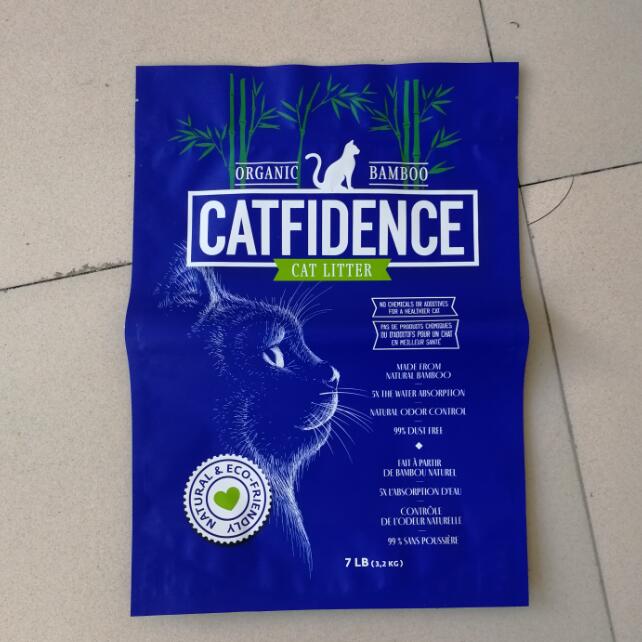 ORGANIC BAMBOO
CATFIDENCE
CAT LITTER
NO CHEMICALS OR ADDITIVES
FOR A HEALTHIER CAT
PAS DE PRODUITS CHIMIQUES
OU D'ADDITIFS POUR UN CHAT
EN MEILLEUR SANTÉ
MADE FROM
NATURAL BAMBOO
5X THE WATER ABSORPTION
NATURAL ODOR CONTROL
99% DUST FREE
FAIT À PARTIR
DE BAMBOU NATUREL
5X L'ABSORPTION D'EAU
CONTRÔLE
DE L'ODEUR NATURELLE
99 % SANS POUSSIÈRE
NATURAL & ECO-FRIENDLY
7 LB (3,2 KG)